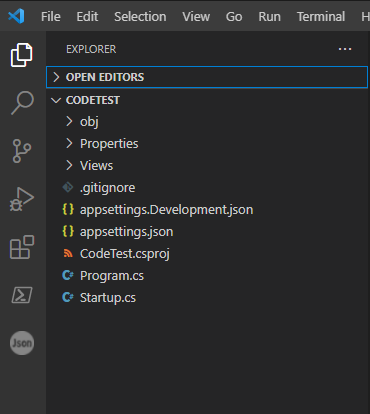 File Edit Selection View Go Run Terminal H
EXPLORER
OPEN EDITORS
CODETEST
obj
Properties
Views
.gitignore
{ } appsettings.Development.json
{ } appsettings.json
CodeTest.csproj
C# Program.cs
C# Startup.cs
Json